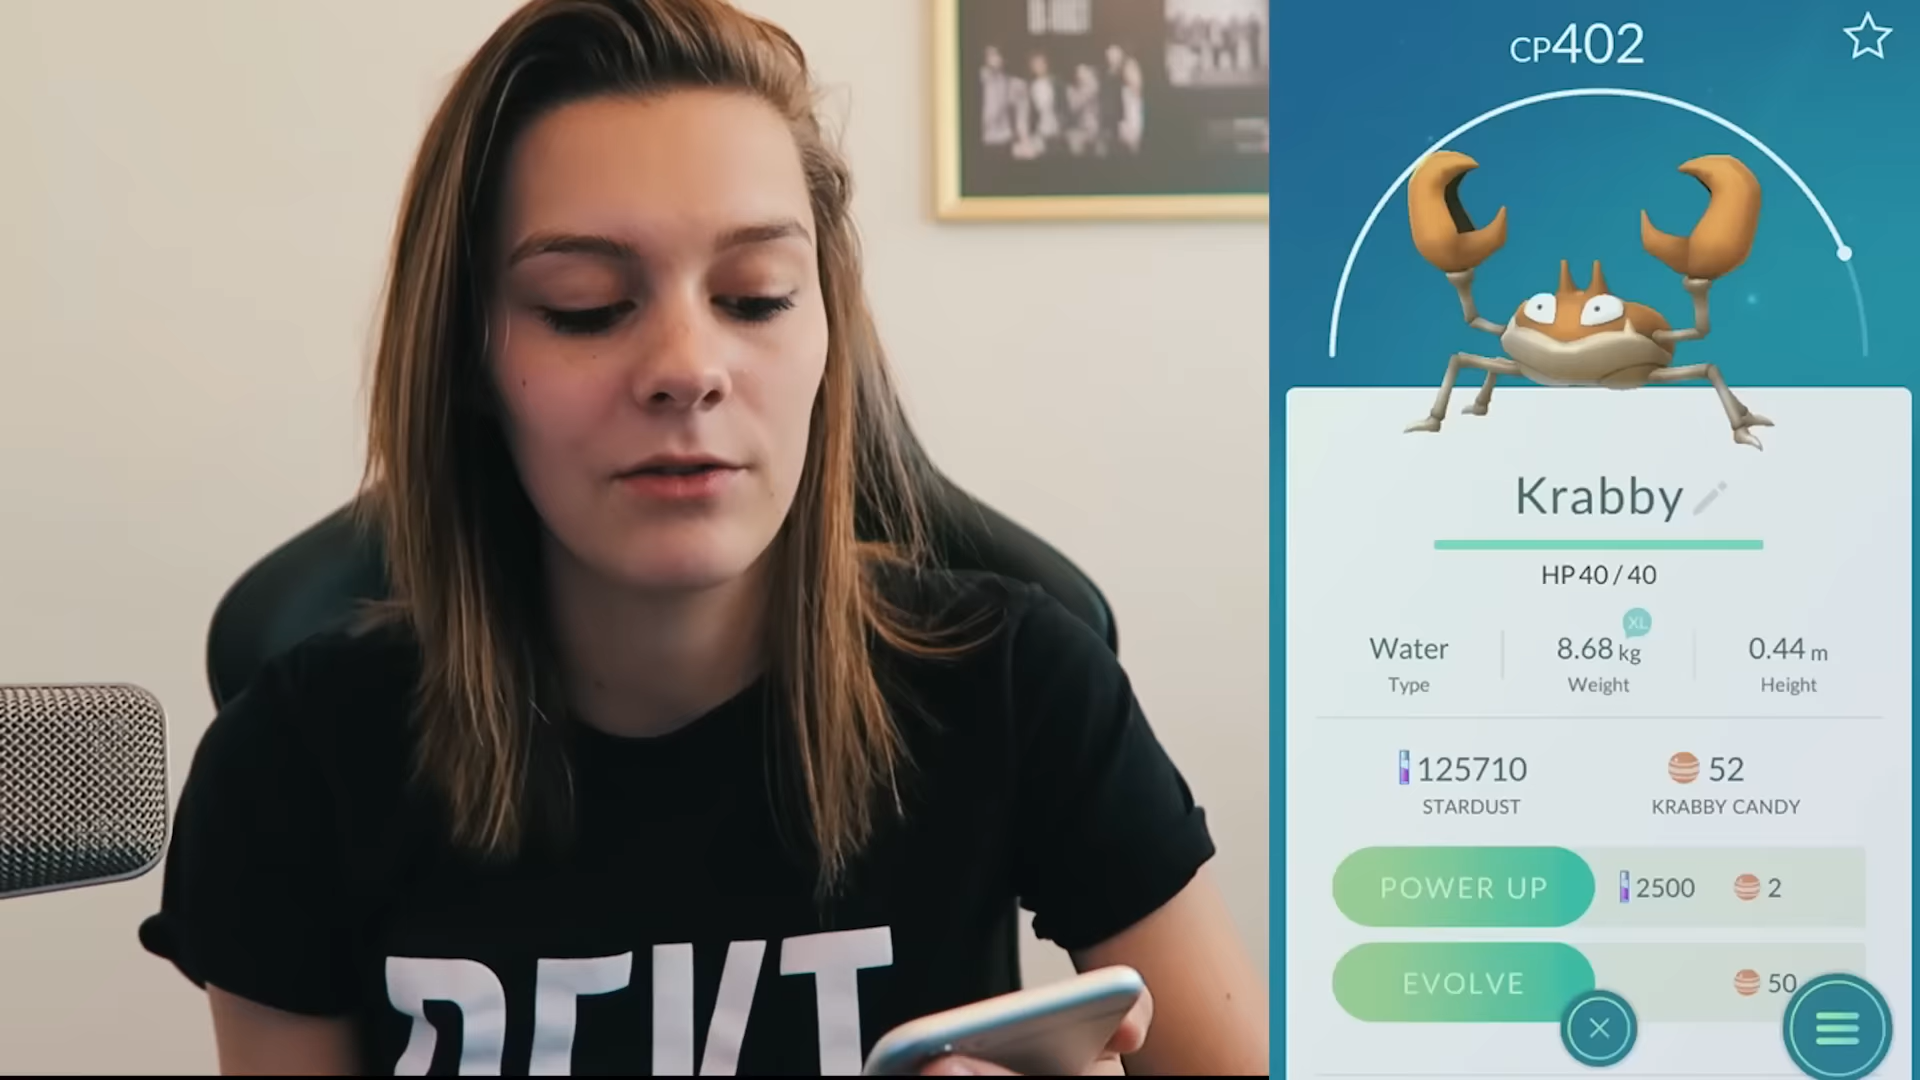 CP402
Krabby
HP 40 / 40
XL
Water
8.68 kg
0.44 m
Type
Weight
Height
125710
52
STARDUST
KRABBY CANDY
POWER UP
2500
2
EVOLVE
50
REKT